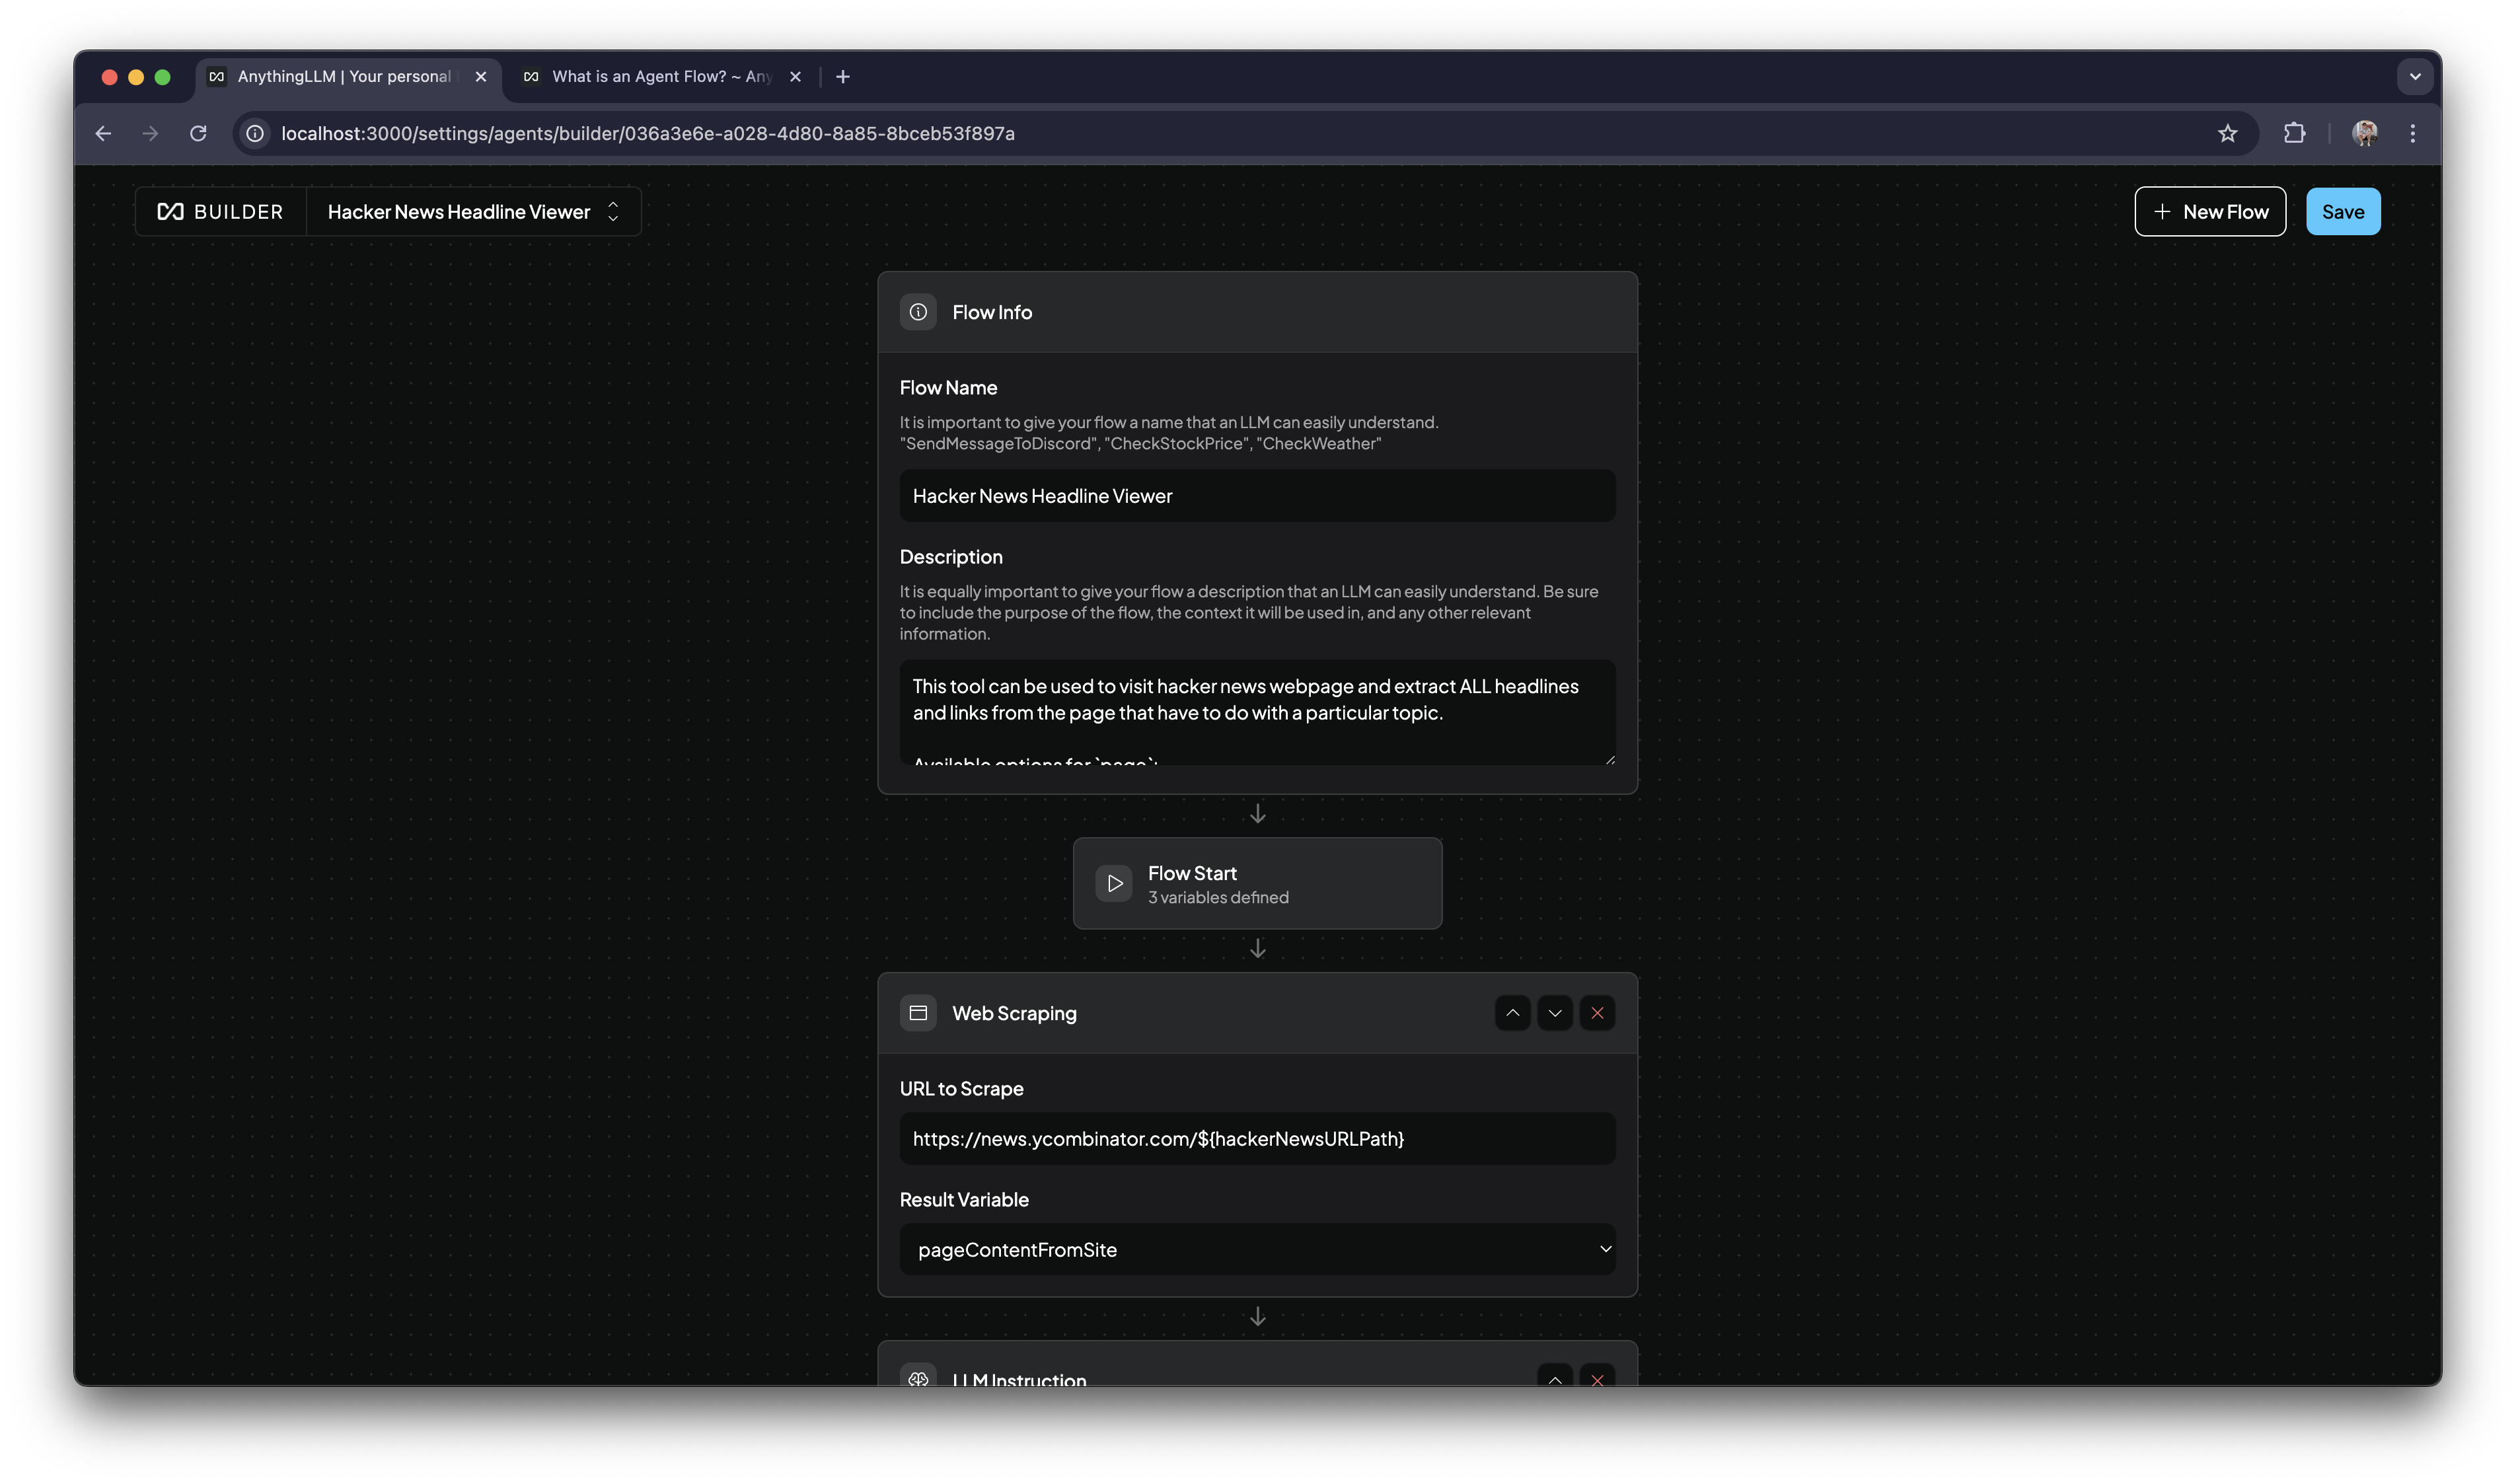 AnythingLLM | Your personal
What is an Agent Flow? ~ Any
localhost:3000/settings/agents/builder/036a3e6e-a028-4d80-8a85-8bceb53f897a
BUILDER
Hacker News Headline Viewer
New Flow
Save
Flow Info
Flow Name
It is important to give your flow a name that an LLM can easily understand.
"SendMessageToDiscord", "CheckStockPrice", "CheckWeather"
Hacker News Headline Viewer
Description
It is equally important to give your flow a description that an LLM can easily understand. Be sure
to include the purpose of the flow, the context it will be used in, and any other relevant
information.
This tool can be used to visit hacker news webpage and extract ALL headlines
and links from the page that have to do with a particular topic.
Available options for `page`:
Flow Start
3 variables defined
Web Scraping
URL to Scrape
https://news.ycombinator.com/${hackerNewsURLPath}
Result Variable
pageContentFromSite
LLM Instruction